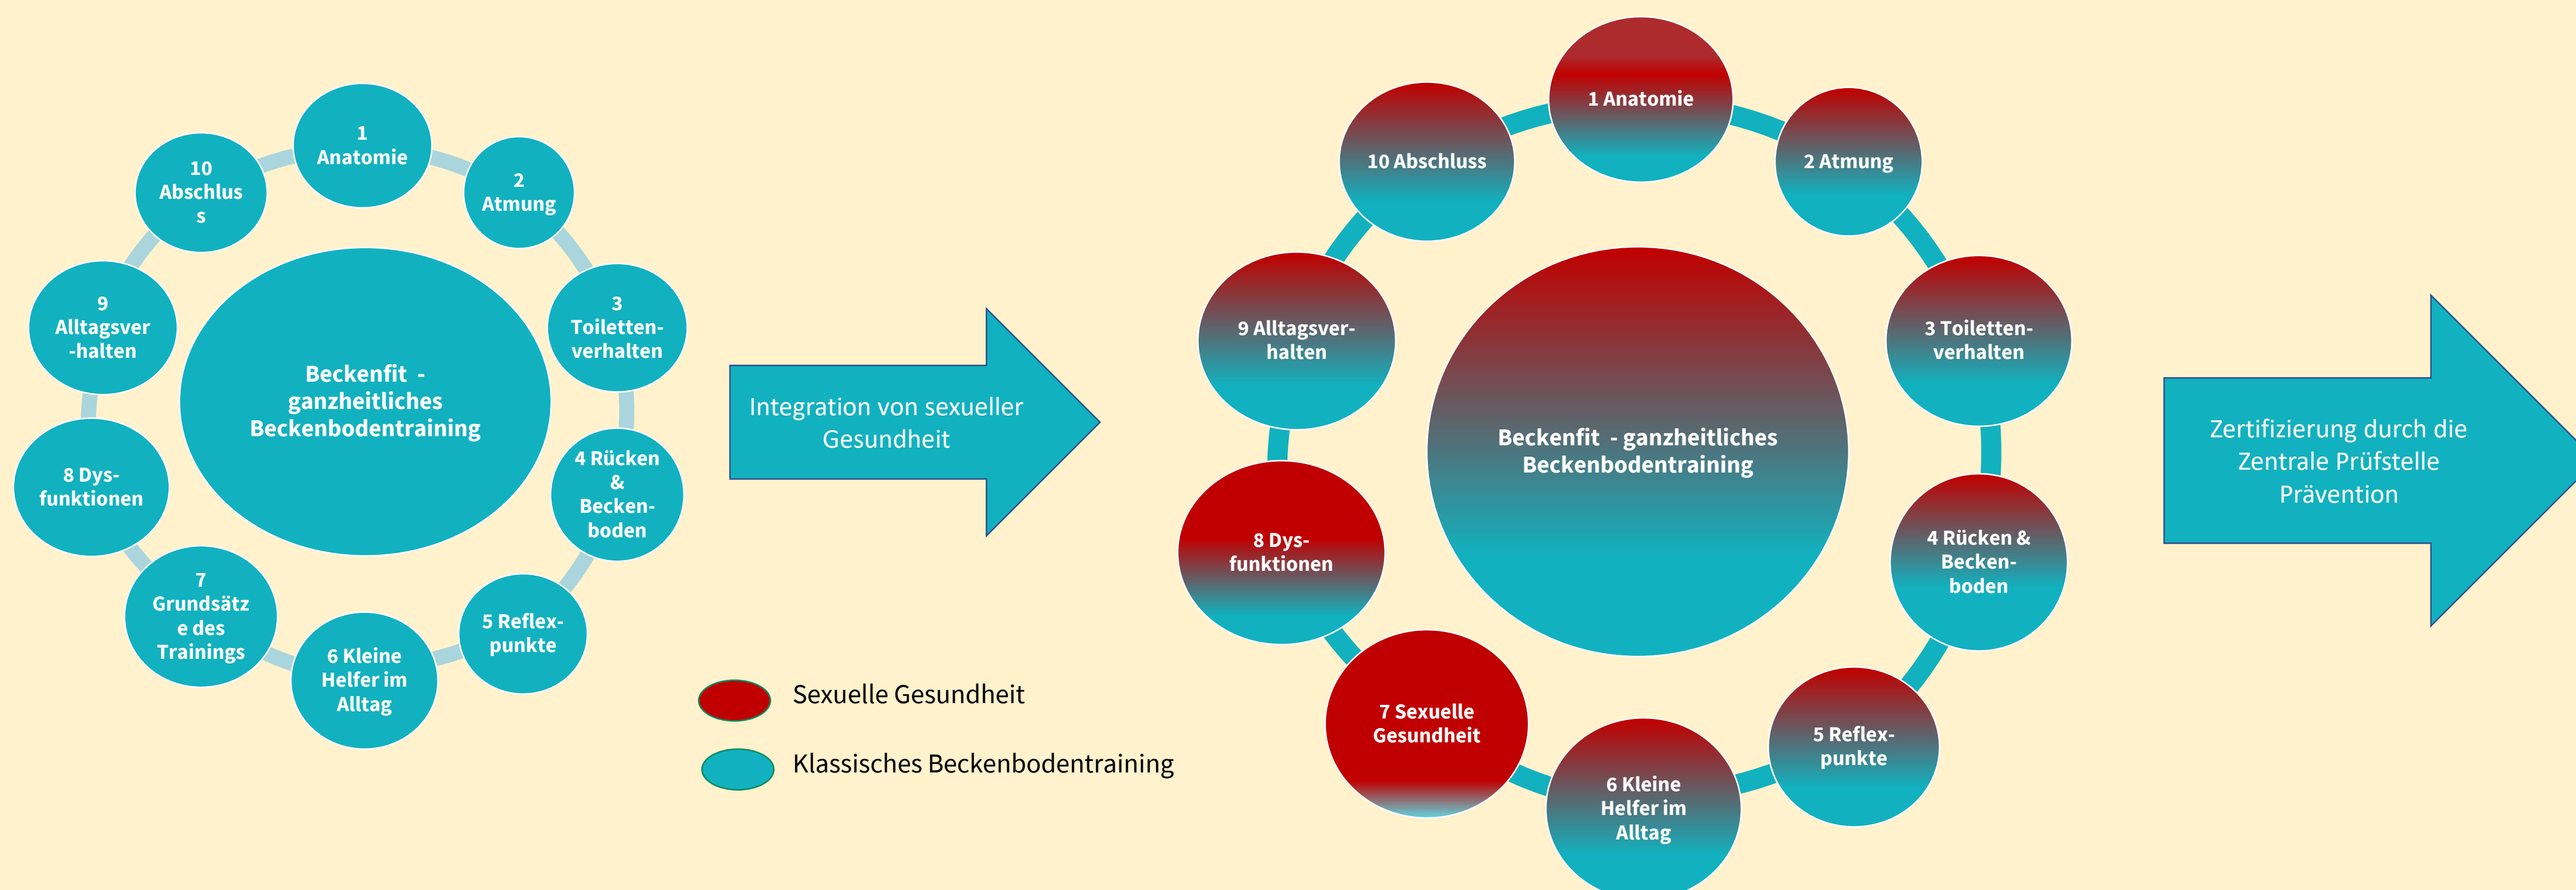 1
Anatomie
2
Atmung
3
Toiletten-
verhalten
4 Rücken
&
Becken-
boden
5 Reflex-
punkte
6 Kleine
Helfer im
Alltag
7
Grundsätz
e des
Trainings
8 Dys-
funktionen
9
Alltagsver
-halten
10
Abschlus
s
Beckenfit -
ganzheitliches
Beckenbodentraining
Integration von sexueller
Gesundheit
Sexuelle Gesundheit
Klassisches Beckenbodentraining
1 Anatomie
2 Atmung
3 Toiletten-
verhalten
4 Rücken &
Becken-
boden
5 Reflex-
punkte
6 Kleine
Helfer im
Alltag
7 Sexuelle
Gesundheit
8 Dys-
funktionen
9 Alltagsver-
halten
10 Abschluss
Beckenfit - ganzheitliches
Beckenbodentraining
Zertifizierung durch die
Zentrale Prüfstelle
Prävention